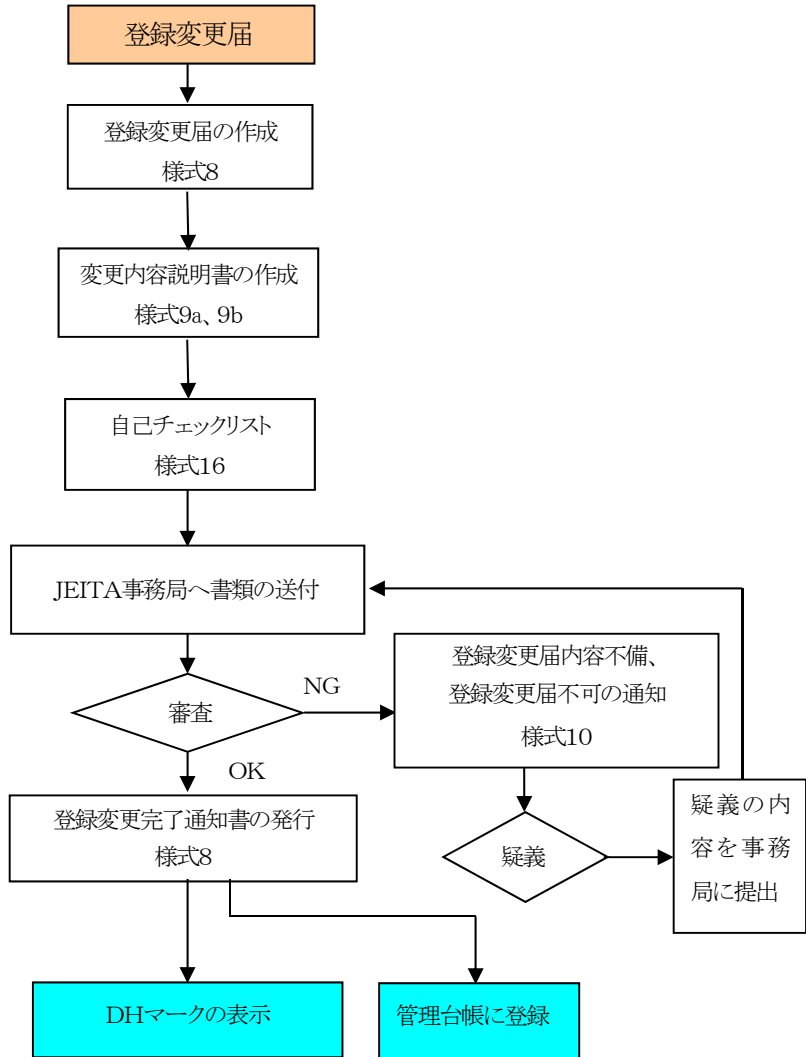 登録変更届
登録変更届の作成
様式8
変更内容説明書の作成
様式9a、9b
自己チェックリスト
様式16
JEITA事務局へ書類の送付
審査
NG
登録変更届内容不備、
登録変更届不可の通知
様式10
OK
登録変更完了通知書の発行
様式8
疑義
疑義の内
容を事務
局に提出
DHマークの表示
管理台帳に登録